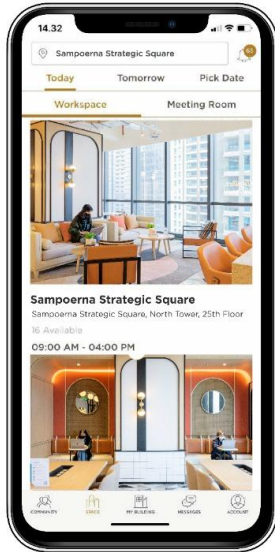 14.32
Sampoerna Strategic Square
Today Tomorrow Pick Date
Workspace Meeting Room
Sampoerna Strategic Square
Sampoerna Strategic Square, North Tower, 25th Floor
16 Available
09:00 AM - 04:00 PM
COMMUNITY SPACE MY BUILDING MESSAGES ACCOUNT